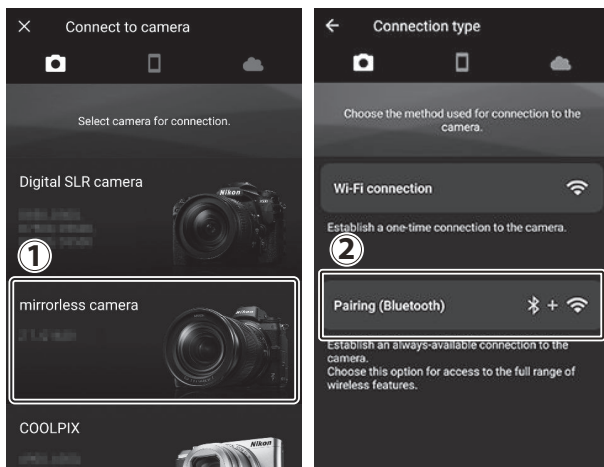 Connect to camera
Select camera for connection.
Digital SLR camera
Nikon
1
mirrorless camera
COOLPIX
Nikon
Connection type
Choose the method used for connection to the
camera.
Wi-Fi connection
Establish a one-time connection to the camera.
2
Pairing (Bluetooth)
+
Establish an always-available connection to the
camera.
Choose this option for access to the full range of
wireless features.